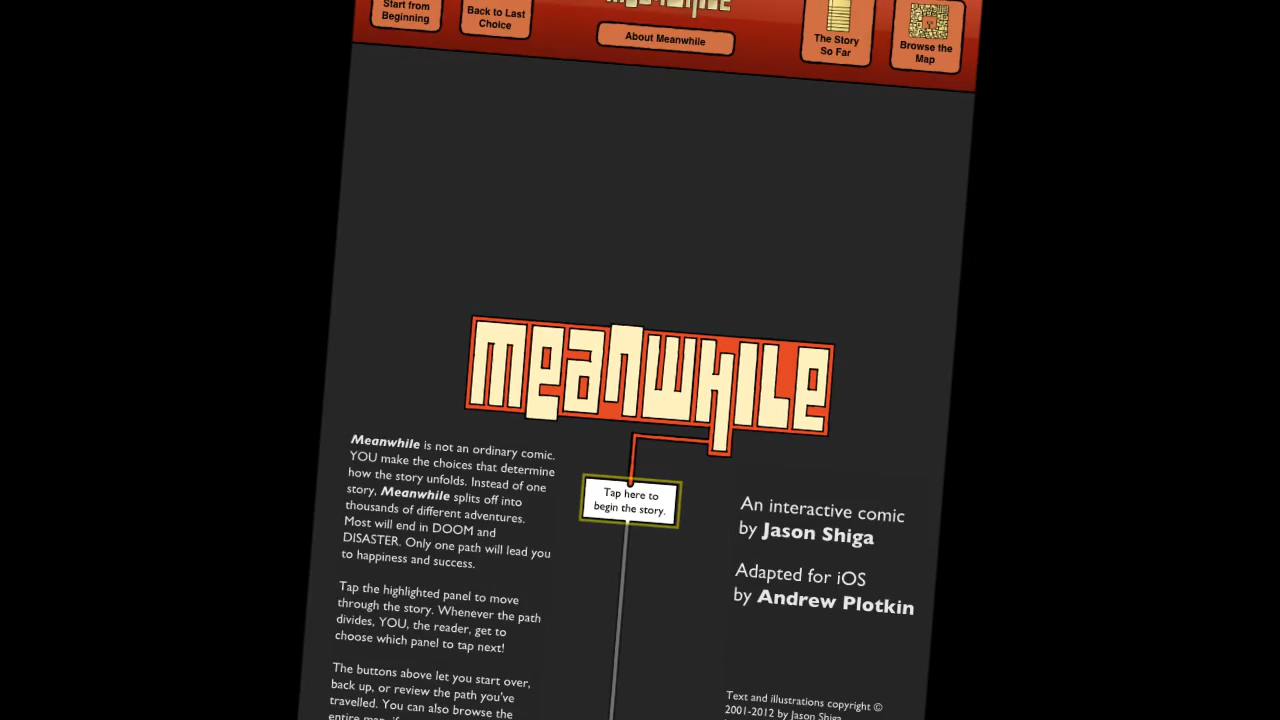 Start from
Beginning
Back to Last
Choice
About Meanwhile
The Story
So Far
Browse the
Map
meanwhile
Meanwhile is not an ordinary comic.
YOU make the choices that determine
how the story unfolds. Instead of one
story, Meanwhile splits off into
thousands of different adventures.
Most will end in DOOM and
DISASTER. Only one path will lead you
to happiness and success.
Tap the highlighted panel to move
through the story. Whenever the path
divides, YOU, the reader, get to
choose which panel to tap next!
The buttons above let you start over,
back up, or review the path you've
travelled. You can also browse the
Tap here to
begin the story.
An interactive comic
by Jason Shiga
Adapted for iOS
by Andrew Plotkin
Text and illustrations copyright ©
2001-2012 by Jason Shiga